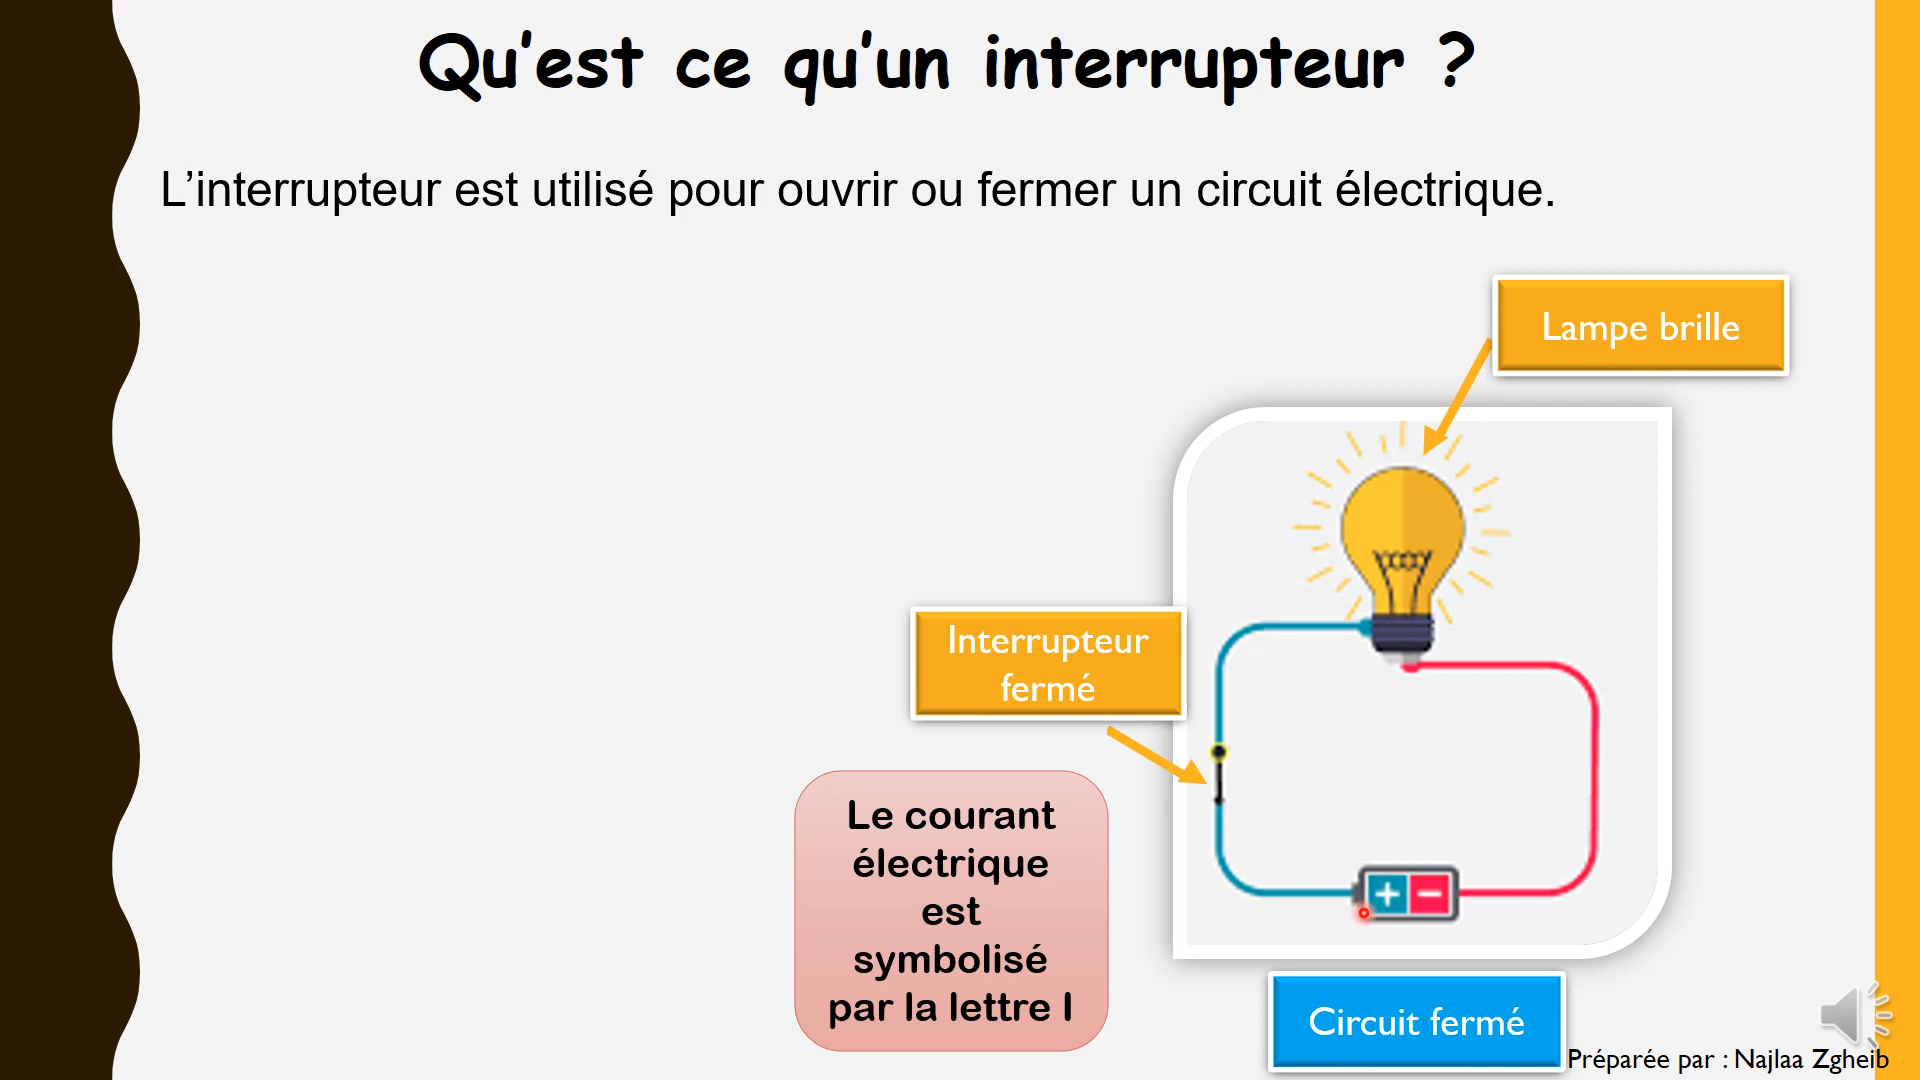 Qu'est ce qu'un interrupteur ?
L'interrupteur est utilisé pour ouvrir ou fermer un circuit électrique.
Lampe brille
Interrupteur
fermé
Le courant
électrique
est
symbolisé
par la lettre I
+ −
Circuit fermé
Préparée par : Najlaa Zgheib